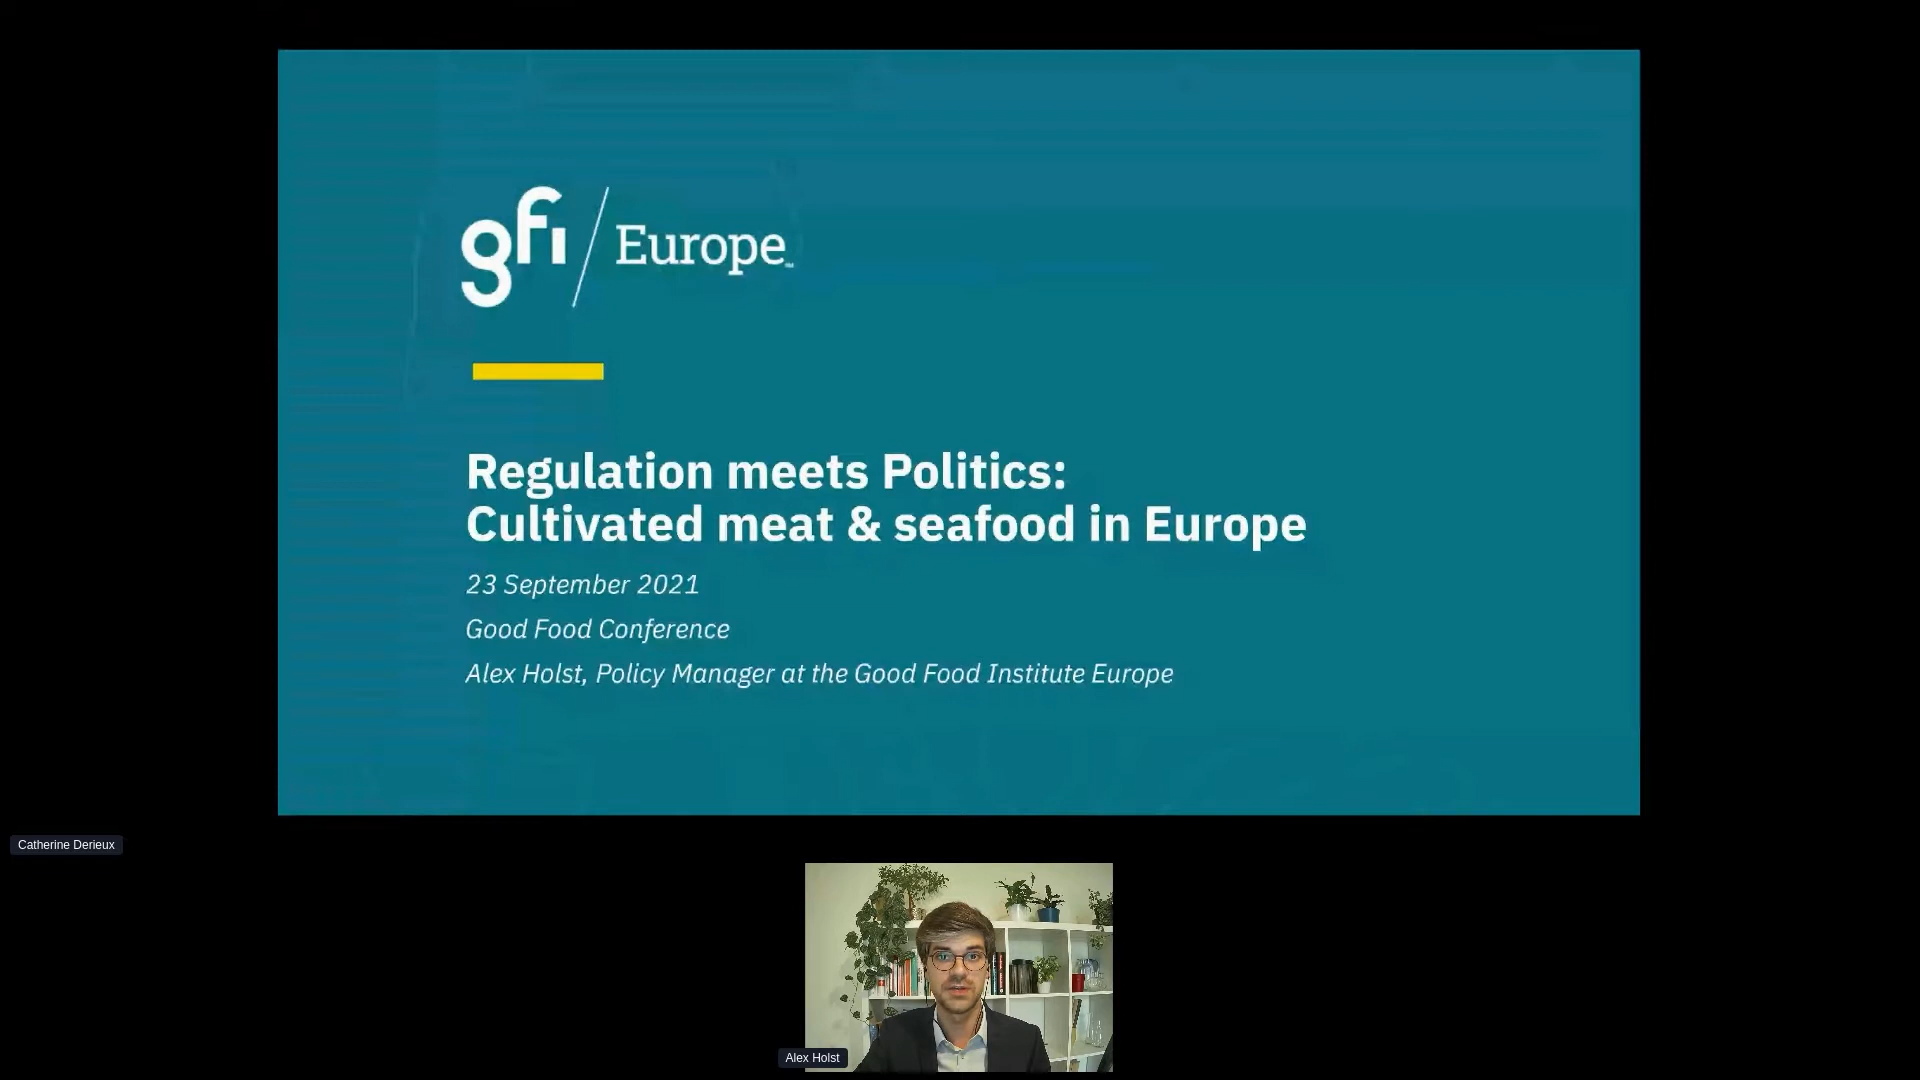 gfi / Europe™
Regulation meets Politics:
Cultivated meat & seafood in Europe
23 September 2021
Good Food Conference
Alex Holst, Policy Manager at the Good Food Institute Europe
Catherine Derieux
Alex Holst